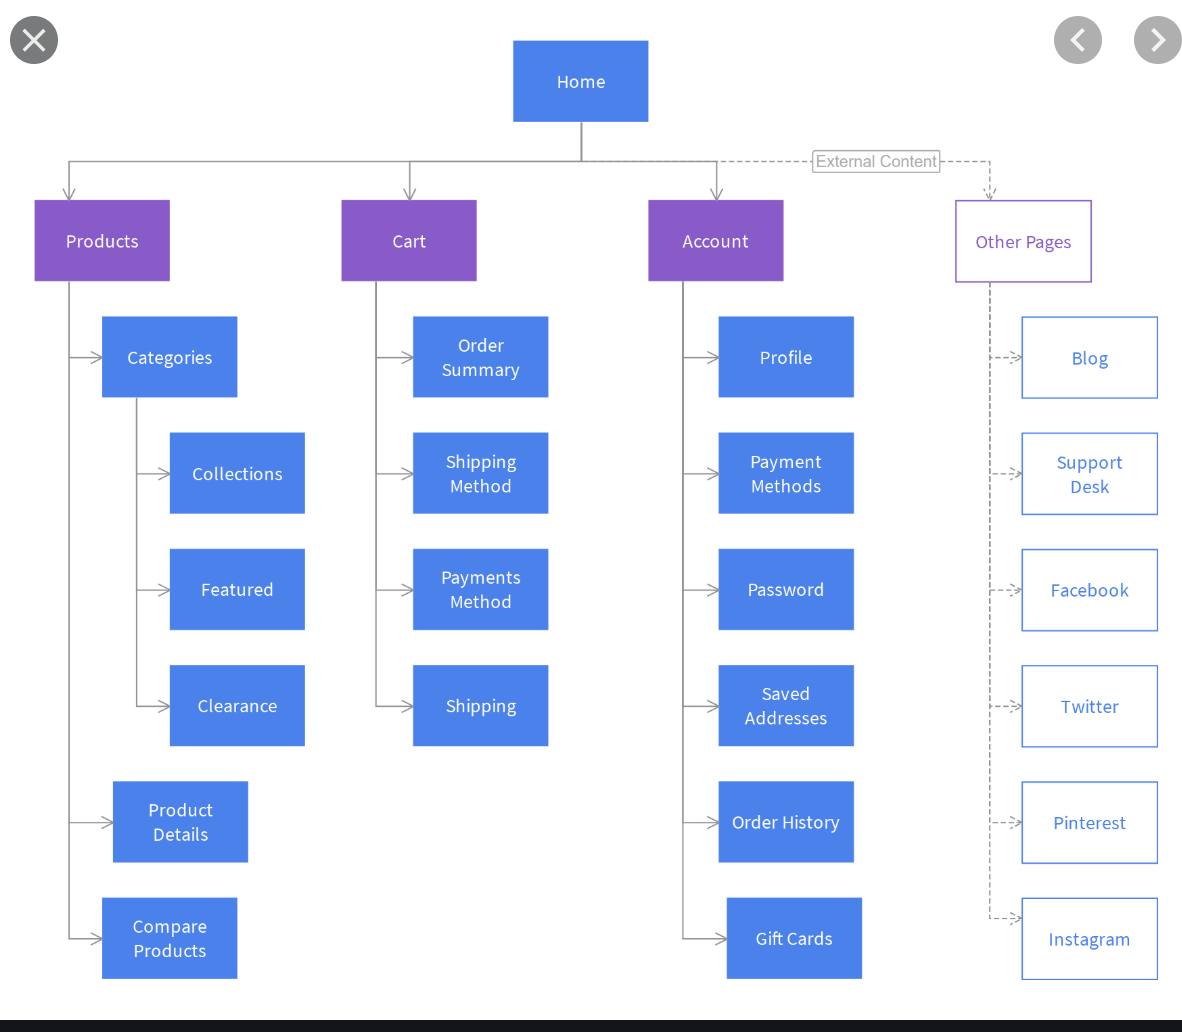 Home
External Content
Products
Cart
Account
Other Pages
Categories
Collections
Featured
Clearance
Product
Details
Compare
Products
Order
Summary
Shipping
Method
Payments
Method
Shipping
Profile
Payment
Methods
Password
Saved
Addresses
Order History
Gift Cards
Blog
Support
Desk
Facebook
Twitter
Pinterest
Instagram